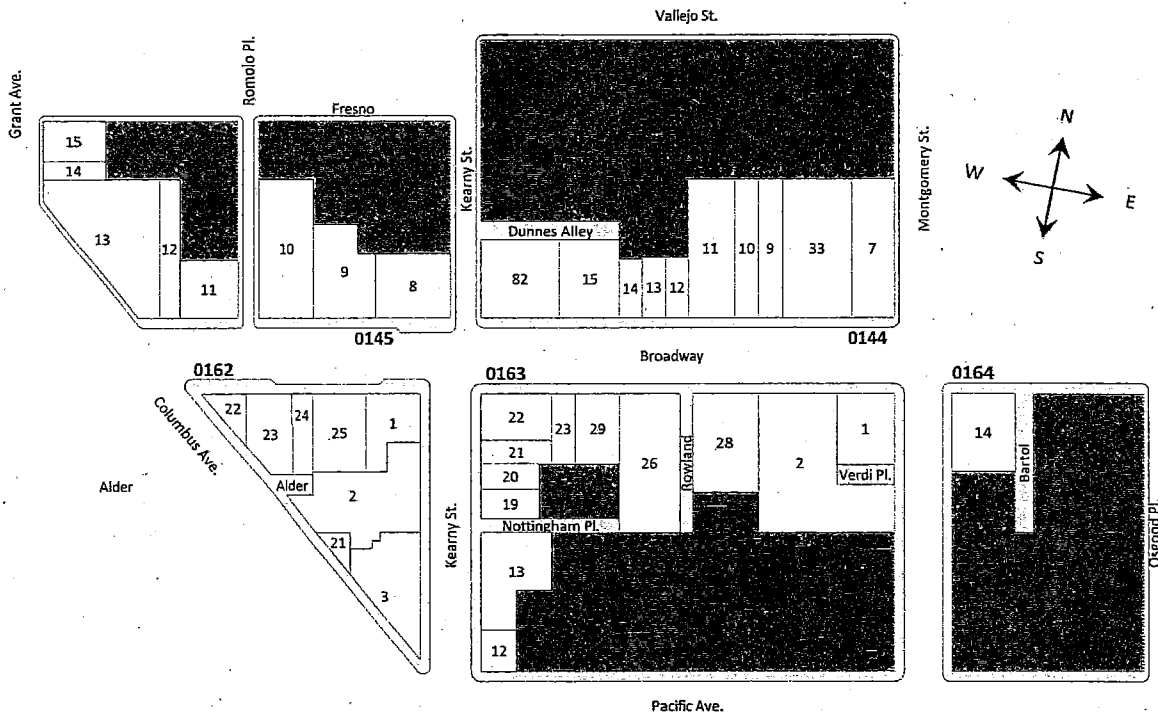 Vallejo St.
Grant Ave.
Romolo Pl.
Fresno
Kearny St.
Montgomery St.
N
W
E
S
15
14
13
12
11
10
9
8
Dunnes Alley
82
15
14
13
12
11
10
9
33
7
0145
0144
Broadway
0162
0163
0164
Columbus Ave.
22
23
24
25
1
Alder
Alder
2
21
3
Kearny St.
22
23
29
21
20
19
26
Rowland
28
2
1
Verdi Pl.
Nottingham Pl.
13
12
14
Bartol
Osgood Pl.
Pacific Ave.